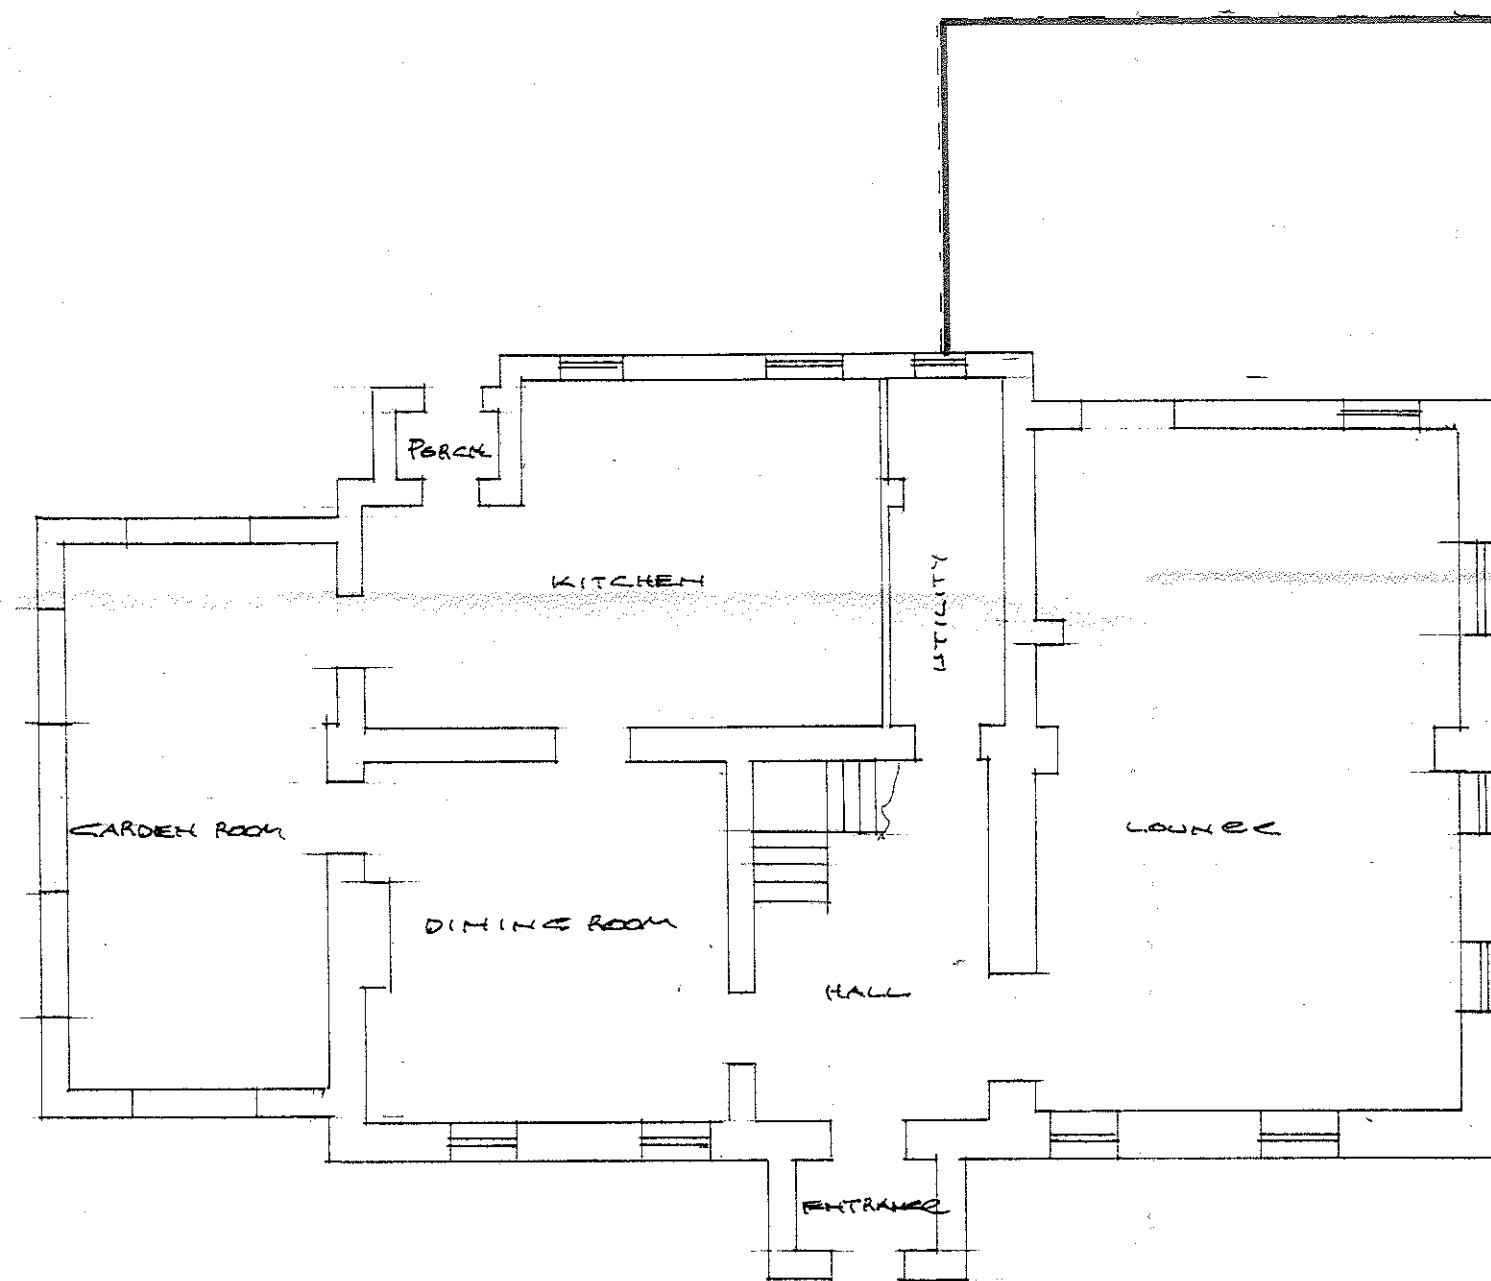 PORCH
KITCHEN
UTILITY
GARDEN ROOM
LOUNGE
DINING ROOM
HALL
ENTRANCE